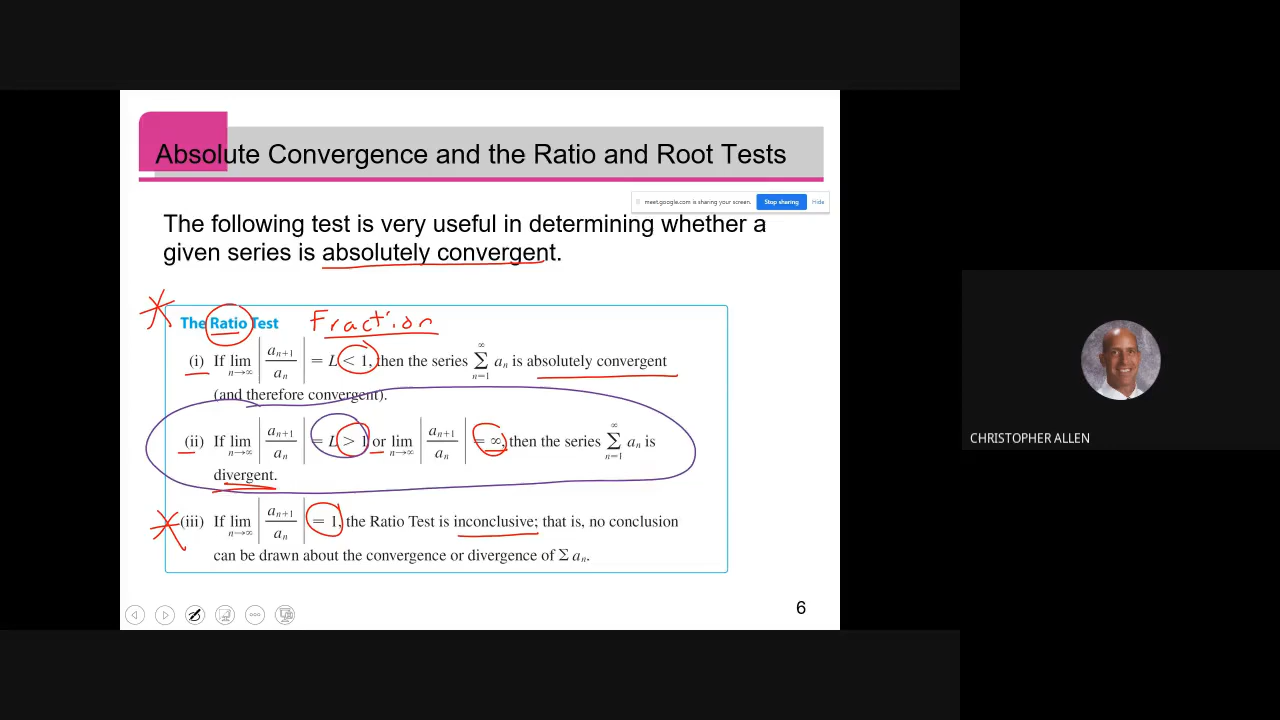 Absolute Convergence and the Ratio and Root Tests
meet.google.com is sharing your screen. Stop sharing Hide
The following test is very useful in determining whether a
given series is absolutely convergent.
The Ratio Test Fraction
(i) If lim n→∞ |aₙ₊₁/aₙ| = L < 1, then the series ∑ n=1 ∞ aₙ is absolutely convergent
(and therefore convergent).
(ii) If lim n→∞ |aₙ₊₁/aₙ| = L > 1 or lim n→∞ |aₙ₊₁/aₙ| = ∞, then the series ∑ n=1 ∞ aₙ is
divergent.
(iii) If lim n→∞ |aₙ₊₁/aₙ| = 1, the Ratio Test is inconclusive; that is, no conclusion
can be drawn about the convergence or divergence of Σ aₙ.
6
CHRISTOPHER ALLEN